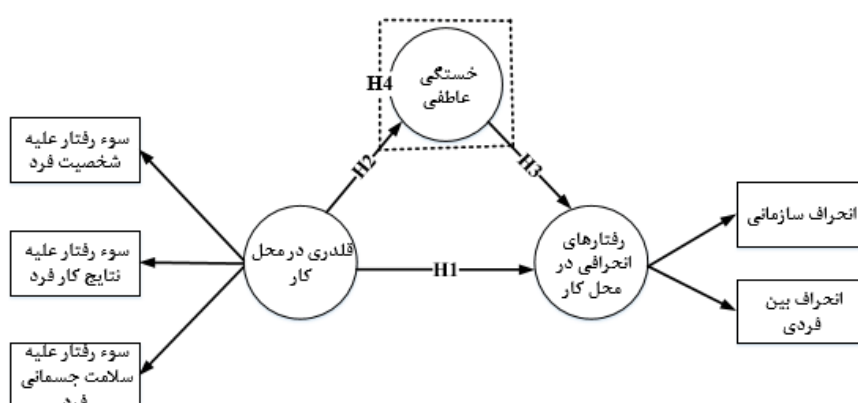 خستگی
عاطفی
H4
سوء رفتار علیه
شخصیت فرد
H2
H3
انحراف سازمانی
قلدری در محل
کار
رفتارهای
انحرافی در
محل کار
سوء رفتار علیه
نتایج کار فرد
H1
انحراف بین
فردی
سوء رفتار علیه
سلامت جسمانی
فرد